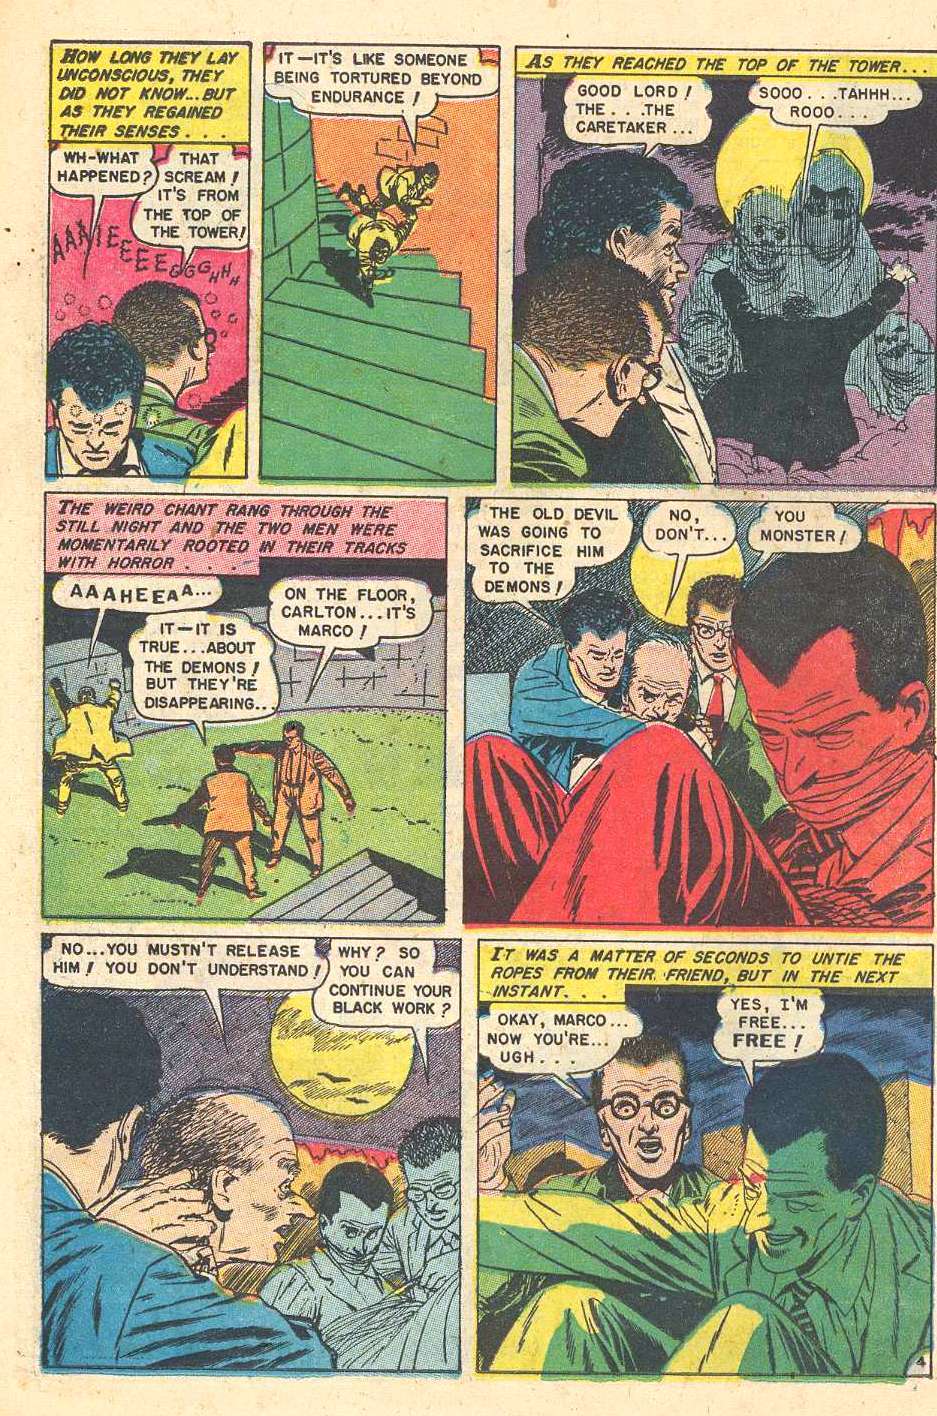 HOW LONG THEY LAY
UNCONSCIOUS, THEY
DID NOT KNOW...BUT
AS THEY REGAINED
THEIR SENSES . . .
WH-WHAT
HAPPENED?
THAT
SCREAM!
IT'S FROM
THE TOP OF
THE TOWER!
AAAIEEEEEGGGHHH
IT—IT'S LIKE SOMEONE
BEING TORTURED BEYOND
ENDURANCE!
AS THEY REACHED THE TOP OF THE TOWER...
GOOD LORD!
THE. . .THE
CARETAKER ...
SOOO . . .TAHHH...
ROOO . . .
THE WEIRD CHANT RANG THROUGH THE
STILL NIGHT AND THE TWO MEN WERE
MOMENTARILY ROOTED IN THEIR TRACKS
WITH HORROR . . . .
AAAHEEAA...
IT—IT IS
TRUE...ABOUT
THE DEMONS!
BUT THEY'RE
DISAPPEARING...
ON THE FLOOR,
CARLTON...IT'S
MARCO!
THE OLD DEVIL
WAS GOING TO
SACRIFICE HIM
TO THE
DEMONS!
NO,
DON'T...
YOU
MONSTER!
NO...YOU MUSTN'T RELEASE
HIM! YOU DON'T UNDERSTAND!
WHY? SO
YOU CAN
CONTINUE YOUR
BLACK WORK?
IT WAS A MATTER OF SECONDS TO UNTIE THE
ROPES FROM THEIR FRIEND, BUT IN THE NEXT
INSTANT. . .
OKAY, MARCO...
NOW YOU'RE...
UGH . . .
YES, I'M
FREE...
FREE!
4